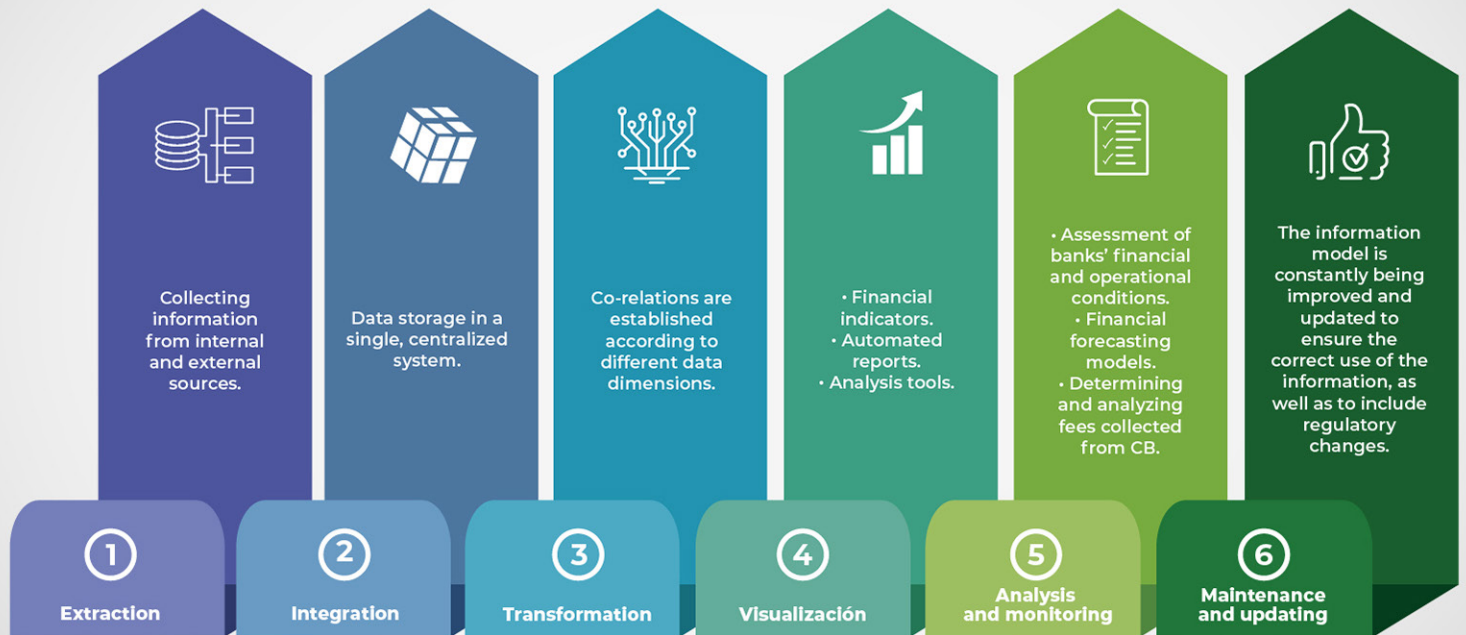 Collecting
information
from internal
and external
sources.
1
Extraction
Data storage in a
single, centralized
system.
2
Integration
Co-relations are
established
according to
different data
dimensions.
3
Transformation
• Financial
indicators.
• Automated
reports.
• Analysis tools.
4
Visualización
• Assessment of
banks' financial
and operational
conditions.
• Financial
forecasting
models.
• Determining
and analyzing
fees collected
from CB.
5
Analysis
and monitoring
The information
model is
constantly being
improved and
updated to
ensure the
correct use of the
information, as
well as to include
regulatory
changes.
6
Maintenance
and updating